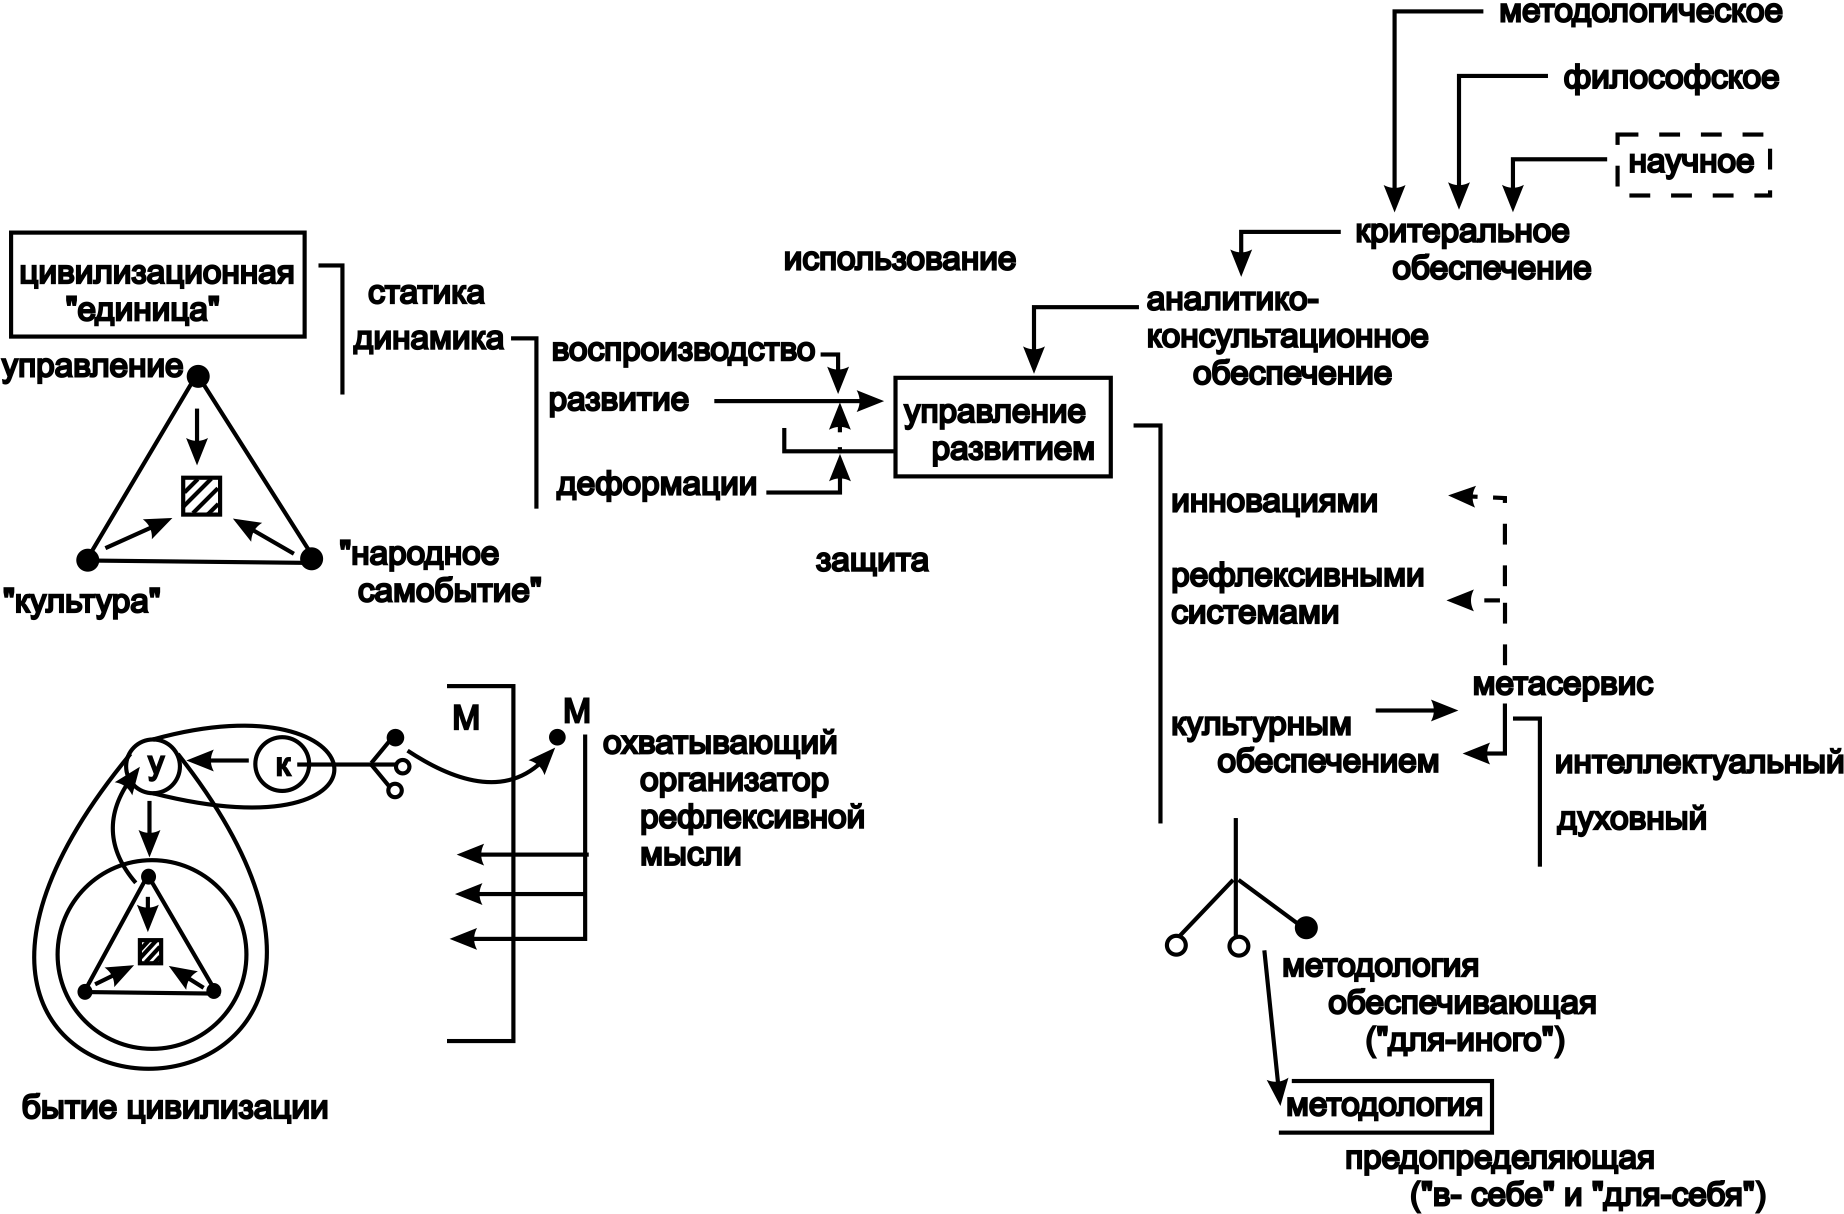 методологическое
философское
научное
критеральное
обеспечение
использование
аналитико-
консультационное
обеспечение
цивилизационная
"единица"
статика
динамика
воспроизводство
развитие
деформации
управление
развитием
защита
управление
"культура"
"народное
самобытие"
инновациями
рефлексивными
системами
культурным
обеспечением
метасервис
интеллектуальный
духовный
у
к
М
М
охватывающий
организатор
рефлексивной
мысли
бытие цивилизации
методология
обеспечивающая
("для-иного")
методология
предопределяющая
("в- себе" и "для-себя")